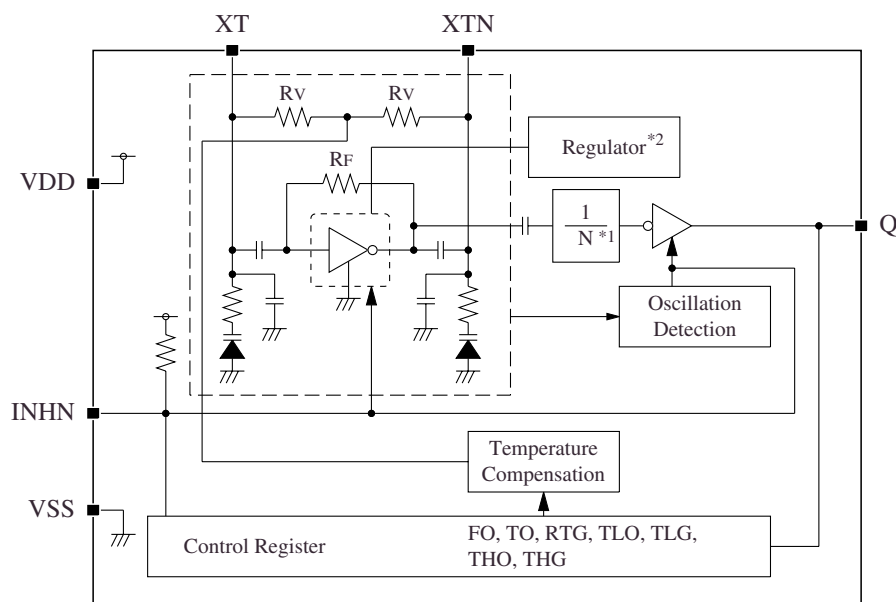 XT XTN
RV RV
Regulator*2
RF
VDD
1
N *1
Q
Oscillation
Detection
INHN
Temperature
Compensation
VSS
Control Register
FO, TO, RTG, TLO, TLG,
THO, THG